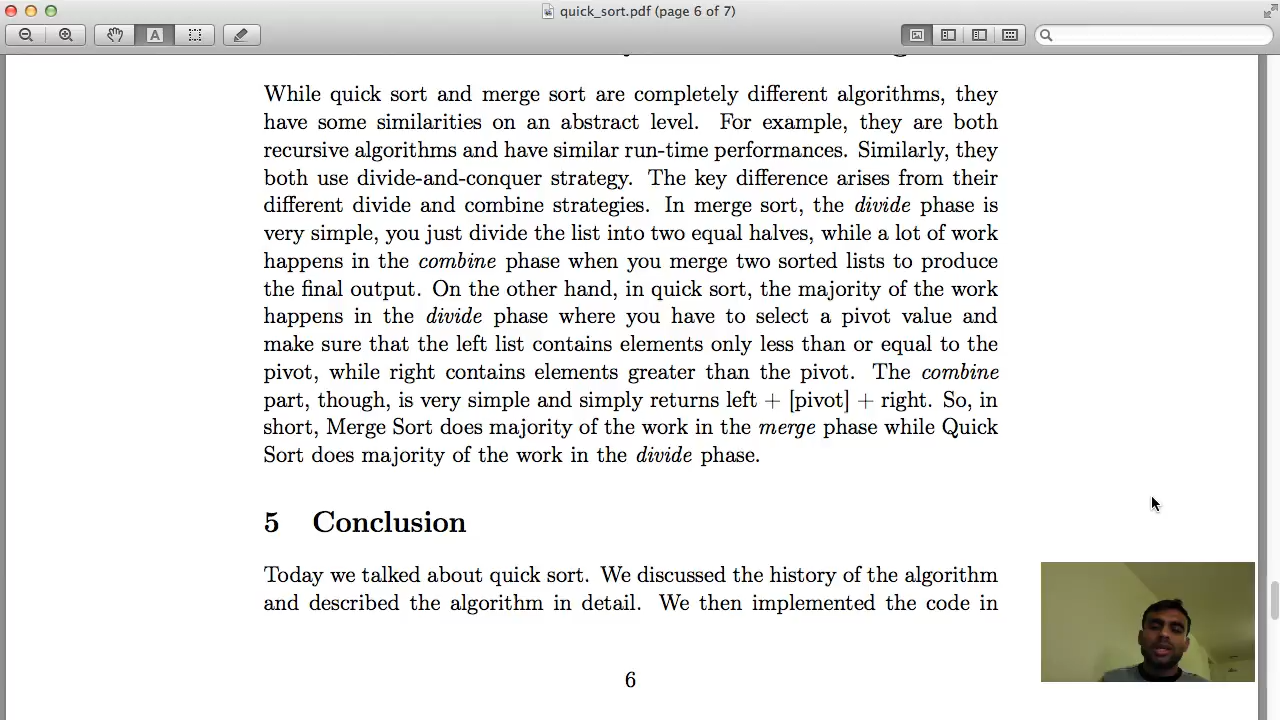 quick_sort.pdf (page 6 of 7)
While quick sort and merge sort are completely different algorithms, they
have some similarities on an abstract level. For example, they are both
recursive algorithms and have similar run-time performances. Similarly, they
both use divide-and-conquer strategy. The key difference arises from their
different divide and combine strategies. In merge sort, the divide phase is
very simple, you just divide the list into two equal halves, while a lot of work
happens in the combine phase when you merge two sorted lists to produce
the final output. On the other hand, in quick sort, the majority of the work
happens in the divide phase where you have to select a pivot value and
make sure that the left list contains elements only less than or equal to the
pivot, while right contains elements greater than the pivot. The combine
part, though, is very simple and simply returns left + [pivot] + right. So, in
short, Merge Sort does majority of the work in the merge phase while Quick
Sort does majority of the work in the divide phase.
5 Conclusion
Today we talked about quick sort. We discussed the history of the algorithm
and described the algorithm in detail. We then implemented the code in
6